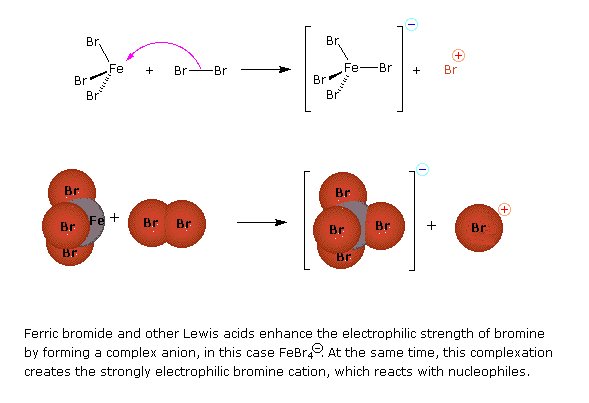 Br Br
Fe + Br—Br Fe—Br + Br ⊕
Br Br
Br Br
⊖
Br Br ⊖
Br Fe + Br Br Br Br + Br ⊕
Br Br
Ferric bromide and other Lewis acids enhance the electrophilic strength of bromine
by forming a complex anion, in this case FeBr4⊖. At the same time, this complexation
creates the strongly electrophilic bromine cation, which reacts with nucleophiles.